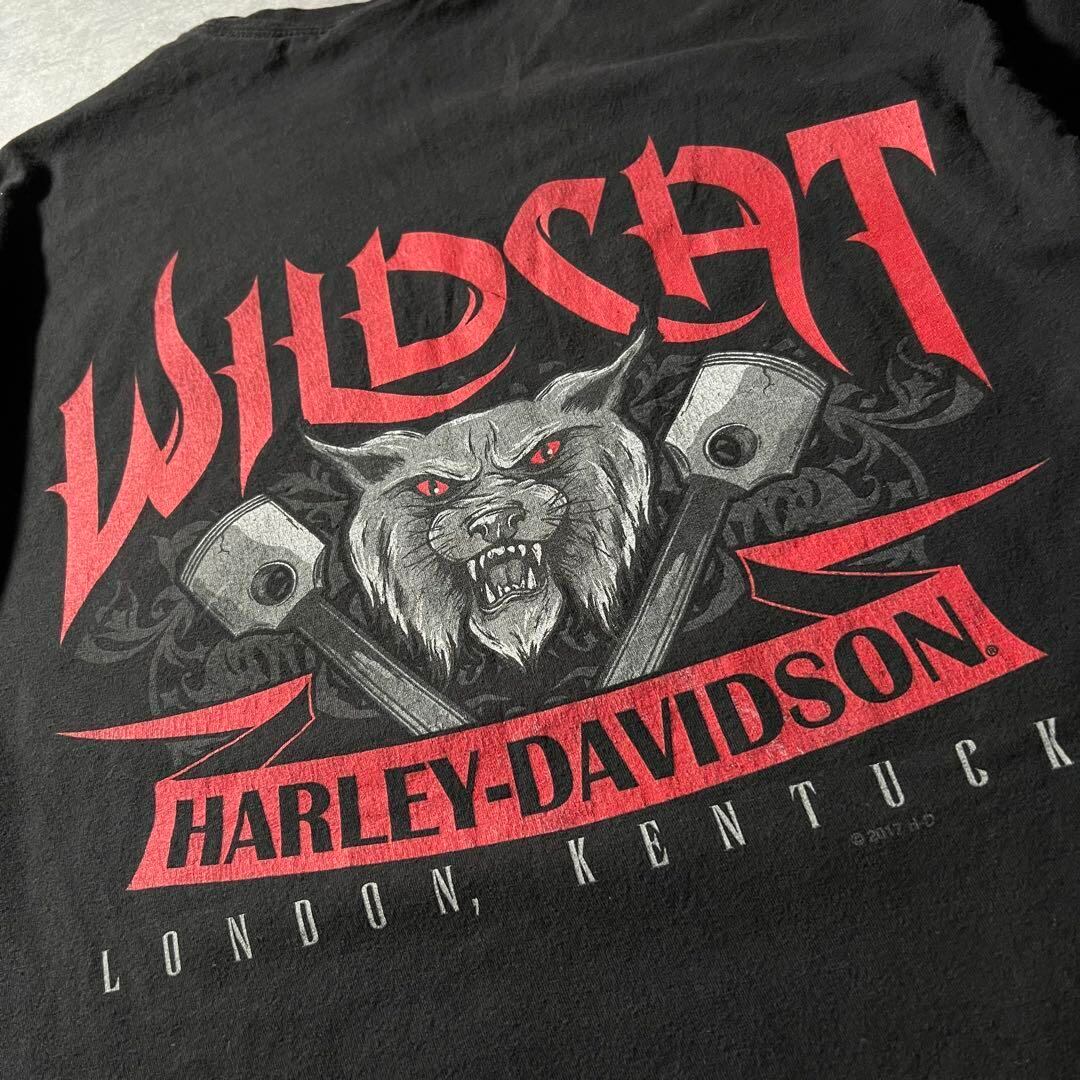 WILDCAT
HARLEY-DAVIDSON®
LONDON, KENTUCK
© 2017 H-D